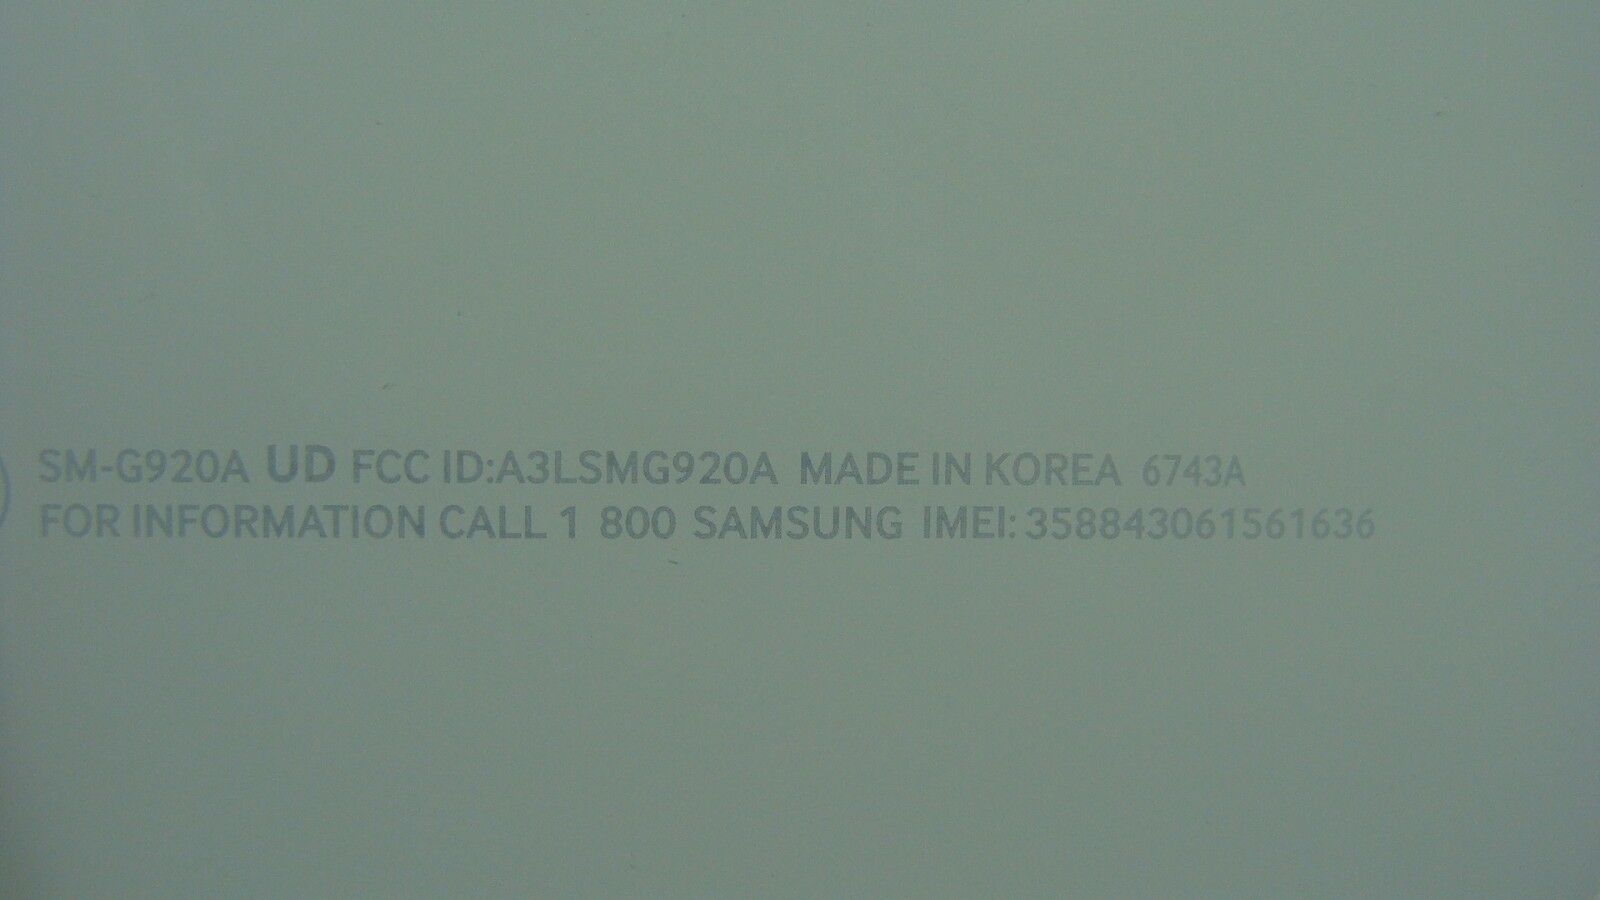 SM-G920A UD FCC ID:A3LSMG920A MADE IN KOREA 6743A
FOR INFORMATION CALL 1 800 SAMSUNG IMEI: 358843061561636